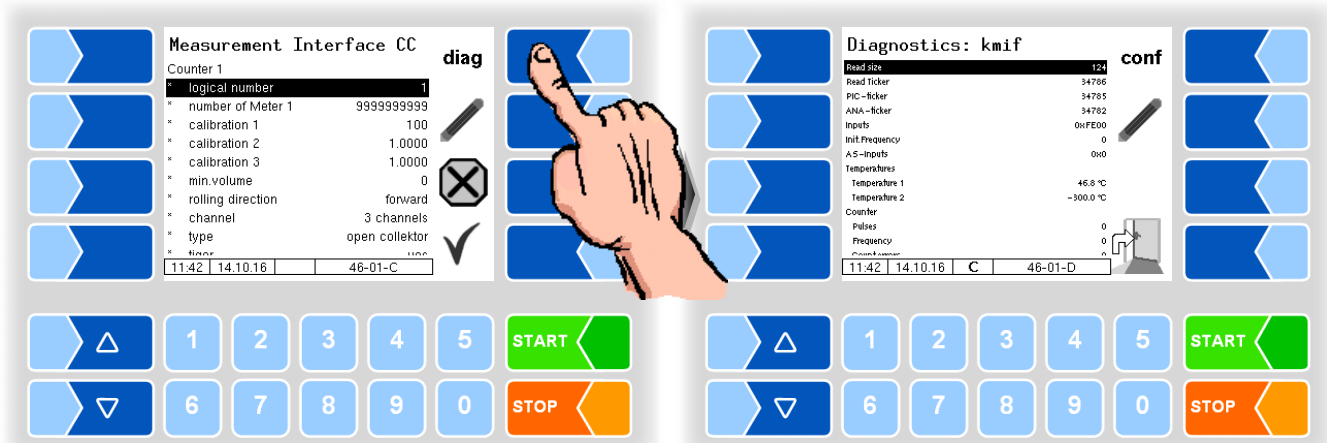 Measurement Interface CC
diag
Counter 1
* logical number 1
* number of Meter 1 9999999999
* calibration 1 100
* calibration 2 1.0000
* calibration 3 1.0000
* min.volume 0
* rolling direction forward
* channel 3 channels
* type open collektor
11:42 14.10.16 46-01-C
1 2 3 4 5 START
6 7 8 9 0 STOP
Diagnostics: kmif
conf
Read size 124
Read Ticker 34786
PIC-ticker 34785
ANA-ticker 34782
Inputs 0xFE00
Init.Frequency 0
AS-Inputs 0x0
Temperatures
Temperature 1 46.8 °C
Temperature 2 -300.0 °C
Counter
Pulses 0
Frequency 0
11:42 14.10.16 C 46-01-D
1 2 3 4 5 START
6 7 8 9 0 STOP